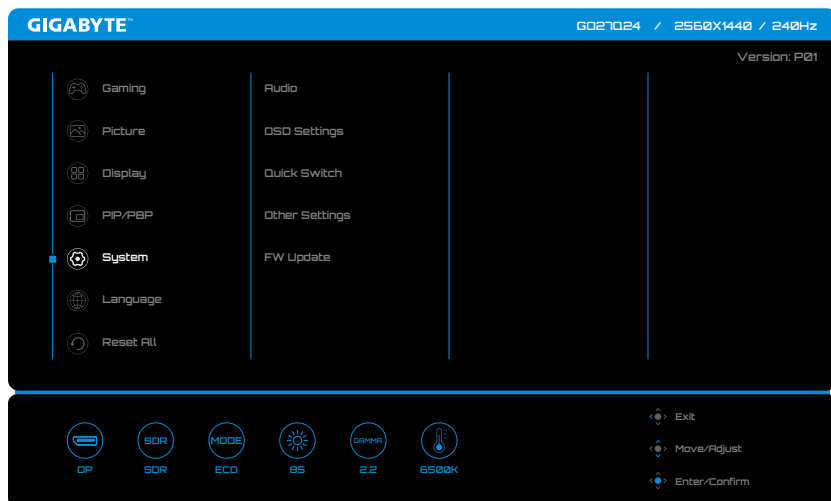 GIGABYTE™
GO27Q24 / 2560X1440 / 240Hz
Version: P01
Gaming
Picture
Display
PIP/PBP
System
Language
Reset All
Audio
OSD Settings
Quick Switch
Other Settings
FW Update
DP
SDR
SDR
MODE
ECO
85
GAMMA
2.2
6500K
Exit
Move/Adjust
Enter/Confirm